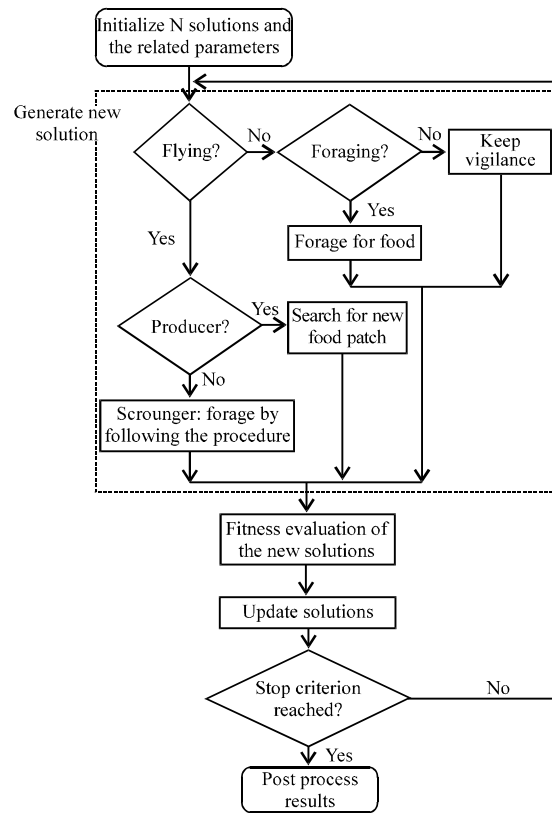 Initialize N solutions and
the related parameters
Generate new
solution
Flying?
No
Foraging?
No
Keep
vigilance
Yes
Yes
Forage for food
Producer?
Yes
Search for new
food patch
No
Scrounger: forage by
following the procedure
Fitness evaluation of
the new solutions
Update solutions
Stop criterion
reached?
No
Yes
Post process
results